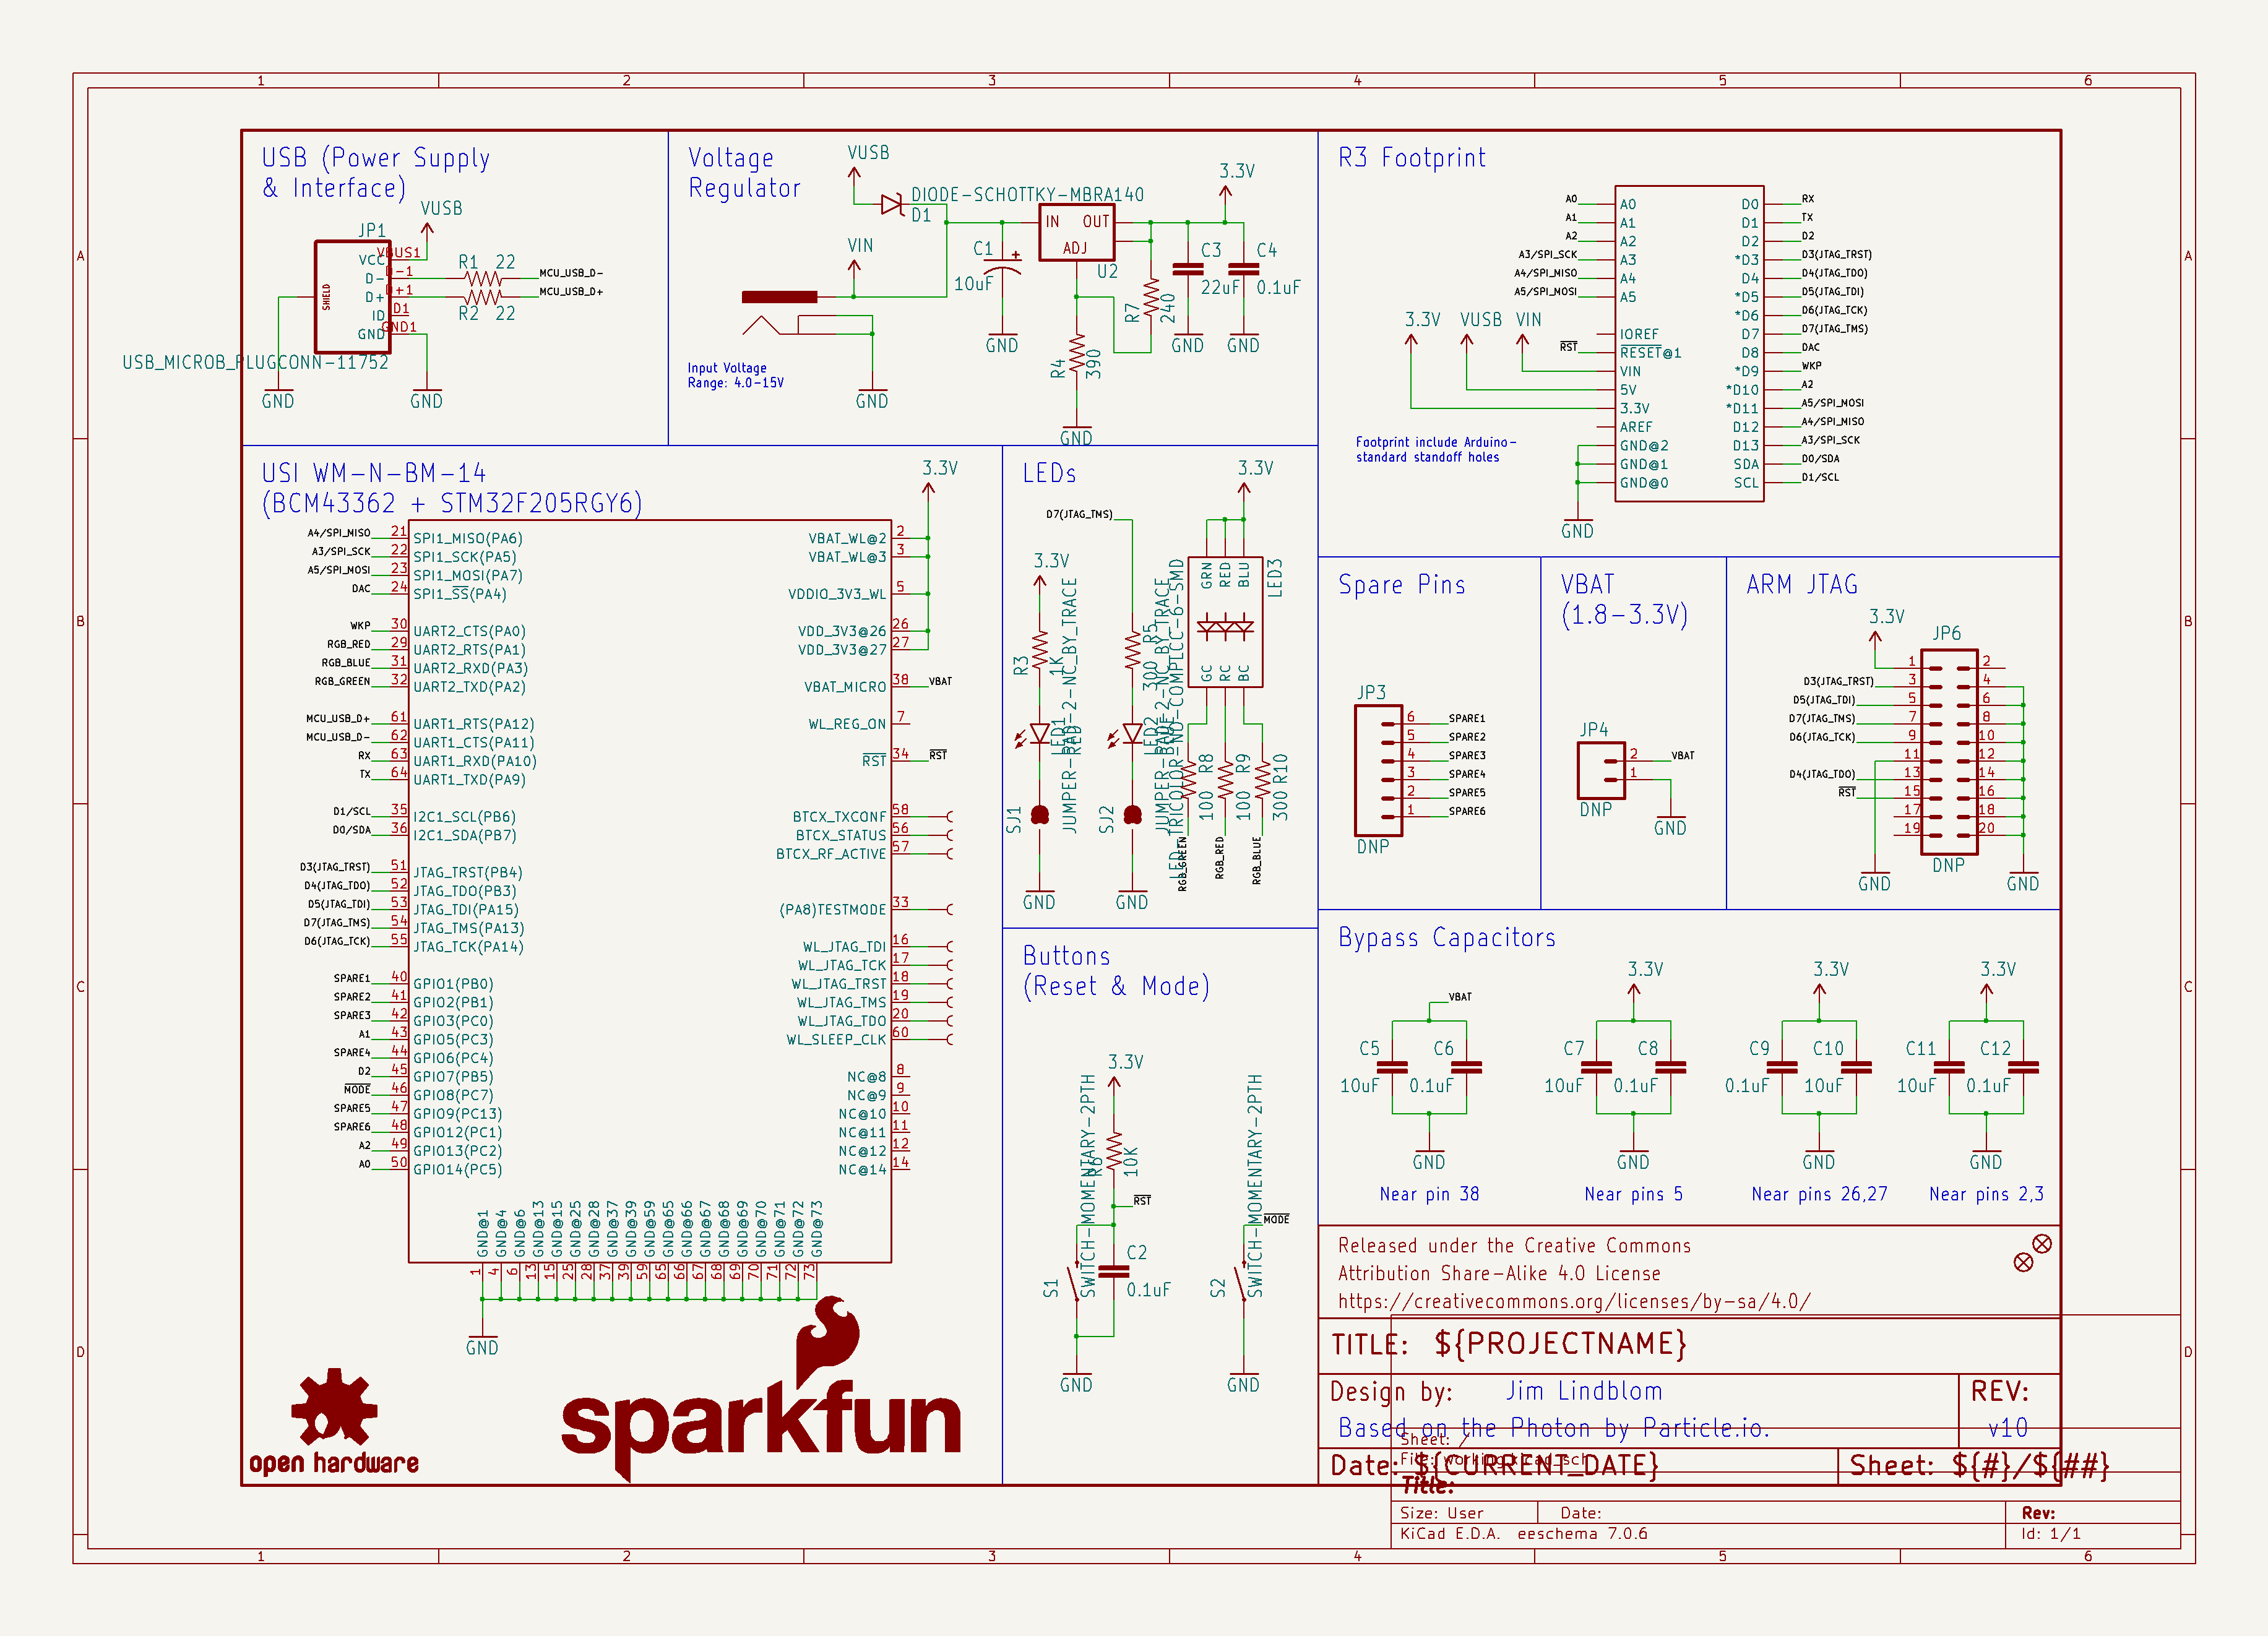 1 2 3 4 5 6
A
B
C
D
USB (Power Supply
& Interface)
VUSB
JP1
VBUS1
VCC
D-1
D-
D+1
D+
D1
ID
GND1
GND
SHIELD
R1 22
R2 22
MCU_USB_D-
MCU_USB_D+
USB_MICROB_PLUGCONN-11752
GND
GND
Voltage
Regulator
VUSB
DIODE-SCHOTTKY-MBRA140
D1
VIN
IN OUT
ADJ
U2
C1
10uF
GND
R4
390
GND
R7
240
3.3V
C3
22uF
GND
C4
0.1uF
GND
Input Voltage
Range: 4.0-15V
GND
R3 Footprint
A0 A0 D0 RX
A1 A1 D1 TX
A2 A2 D2 D2
A3/SPI_SCK A3 *D3 D3(JTAG_TRST)
A4/SPI_MISO A4 D4 D4(JTAG_TDO)
A5/SPI_MOSI A5 *D5 D5(JTAG_TDI)
*D6 D6(JTAG_TCK)
3.3V VUSB VIN
IOREF D7 D7(JTAG_TMS)
RST RESET@1 D8 DAC
VIN *D9 WKP
5V *D10 A2
3.3V *D11 A5/SPI_MOSI
AREF D12 A4/SPI_MISO
GND@2 D13 A3/SPI_SCK
GND@1 SDA D0/SDA
GND@0 SCL D1/SCL
GND
Footprint include Arduino-
standard standoff holes
USI WM-N-BM-14
(BCM43362 + STM32F205RGY6)
3.3V
A4/SPI_MISO 21 SPI1_MISO(PA6)
A3/SPI_SCK 22 SPI1_SCK(PA5)
A5/SPI_MOSI 23 SPI1_MOSI(PA7)
DAC 24 SPI1_SS(PA4)
WKP 30 UART2_CTS(PA0)
RGB_RED 29 UART2_RTS(PA1)
RGB_BLUE 31 UART2_RXD(PA3)
RGB_GREEN 32 UART2_TXD(PA2)
MCU_USB_D+ 61 UART1_RTS(PA12)
MCU_USB_D- 62 UART1_CTS(PA11)
RX 63 UART1_RXD(PA10)
TX 64 UART1_TXD(PA9)
D1/SCL 35 I2C1_SCL(PB6)
D0/SDA 36 I2C1_SDA(PB7)
D3(JTAG_TRST) 51 JTAG_TRST(PB4)
D4(JTAG_TDO) 52 JTAG_TDO(PB3)
D5(JTAG_TDI) 53 JTAG_TDI(PA15)
D7(JTAG_TMS) 54 JTAG_TMS(PA13)
D6(JTAG_TCK) 55 JTAG_TCK(PA14)
SPARE1 40 GPIO1(PB0)
SPARE2 41 GPIO2(PB1)
SPARE3 42 GPIO3(PC0)
A1 43 GPIO5(PC3)
SPARE4 44 GPIO6(PC4)
D2 45 GPIO7(PB5)
MODE 46 GPIO8(PC7)
SPARE5 47 GPIO9(PC13)
SPARE6 48 GPIO12(PC1)
A2 49 GPIO13(PC2)
A0 50 GPIO14(PC5)
VBAT_WL@2 2
VBAT_WL@3 3
VDDIO_3V3_WL 5
VDD_3V3@26 26
VDD_3V3@27 27
VBAT_MICRO 38 VBAT
WL_REG_ON 7
RST 34 RST
BTCX_TXCONF 58
BTCX_STATUS 56
BTCX_RF_ACTIVE 57
(PA8)TESTMODE 33
WL_JTAG_TDI 16
WL_JTAG_TCK 17
WL_JTAG_TRST 18
WL_JTAG_TMS 19
WL_JTAG_TDO 20
WL_SLEEP_CLK 60
NC@8 8
NC@9 9
NC@10 10
NC@11 11
NC@12 12
NC@14 14
GND@1 GND@4 GND@6 GND@13 GND@15 GND@25 GND@28 GND@37 GND@39 GND@59 GND@65 GND@66 GND@67 GND@68 GND@69 GND@70 GND@71 GND@72 GND@73
1 4 6 13 15 25 28 37 39 59 65 66 67 68 69 70 71 72 73
GND
open hardware
sparkfun
LEDs
D7(JTAG_TMS)
3.3V
R3
1K
LED1
RED
SJ1
JUMPER-PAD-2-NC_BY_TRACE
GND
R5
300
LED2
BLUE
SJ2
JUMPER-PAD-2-NC_BY_TRACE
GND
3.3V
GRN RED BLU
LED3
GC RC BC
R8
100
R9
100
R10
300
RGB_GREEN
RGB_RED
RGB_BLUE
Buttons
(Reset & Mode)
3.3V
R6
10K
RST
C2
0.1uF
S1
SWITCH-MOMENTARY-2PTH
GND
MODE
S2
SWITCH-MOMENTARY-2PTH
GND
Spare Pins
JP3
6 SPARE1
5 SPARE2
4 SPARE3
3 SPARE4
2 SPARE5
1 SPARE6
DNP
VBAT
(1.8-3.3V)
JP4
2 VBAT
1
DNP
GND
ARM JTAG
3.3V
JP6
1 2
D3(JTAG_TRST) 3 4
D5(JTAG_TDI) 5 6
D7(JTAG_TMS) 7 8
D6(JTAG_TCK) 9 10
11 12
D4(JTAG_TDO) 13 14
RST 15 16
17 18
19 20
DNP
GND
GND
Bypass Capacitors
VBAT
C5 C6
10uF 0.1uF
GND
Near pin 38
3.3V
C7 C8
10uF 0.1uF
GND
Near pins 5
3.3V
C9 C10
0.1uF 10uF
GND
Near pins 26,27
3.3V
C11 C12
10uF 0.1uF
GND
Near pins 2,3
Released under the Creative Commons
Attribution Share-Alike 4.0 License
https://creativecommons.org/licenses/by-sa/4.0/
TITLE: ${PROJECTNAME}
Design by: Jim Lindblom
REV:
Based on the Photon by Particle.io.
v10
Sheet: /
File: working.kicad_sch
Date: ${CURRENT_DATE}
Sheet: ${#}/${##}
Title:
Size: User Date: Rev:
KiCad E.D.A. eeschema 7.0.6 Id: 1/1
1 2 3 4 5 6
A
B
C
D